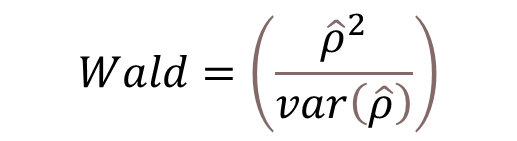 Wald = (ρ̂² / var(ρ̂))